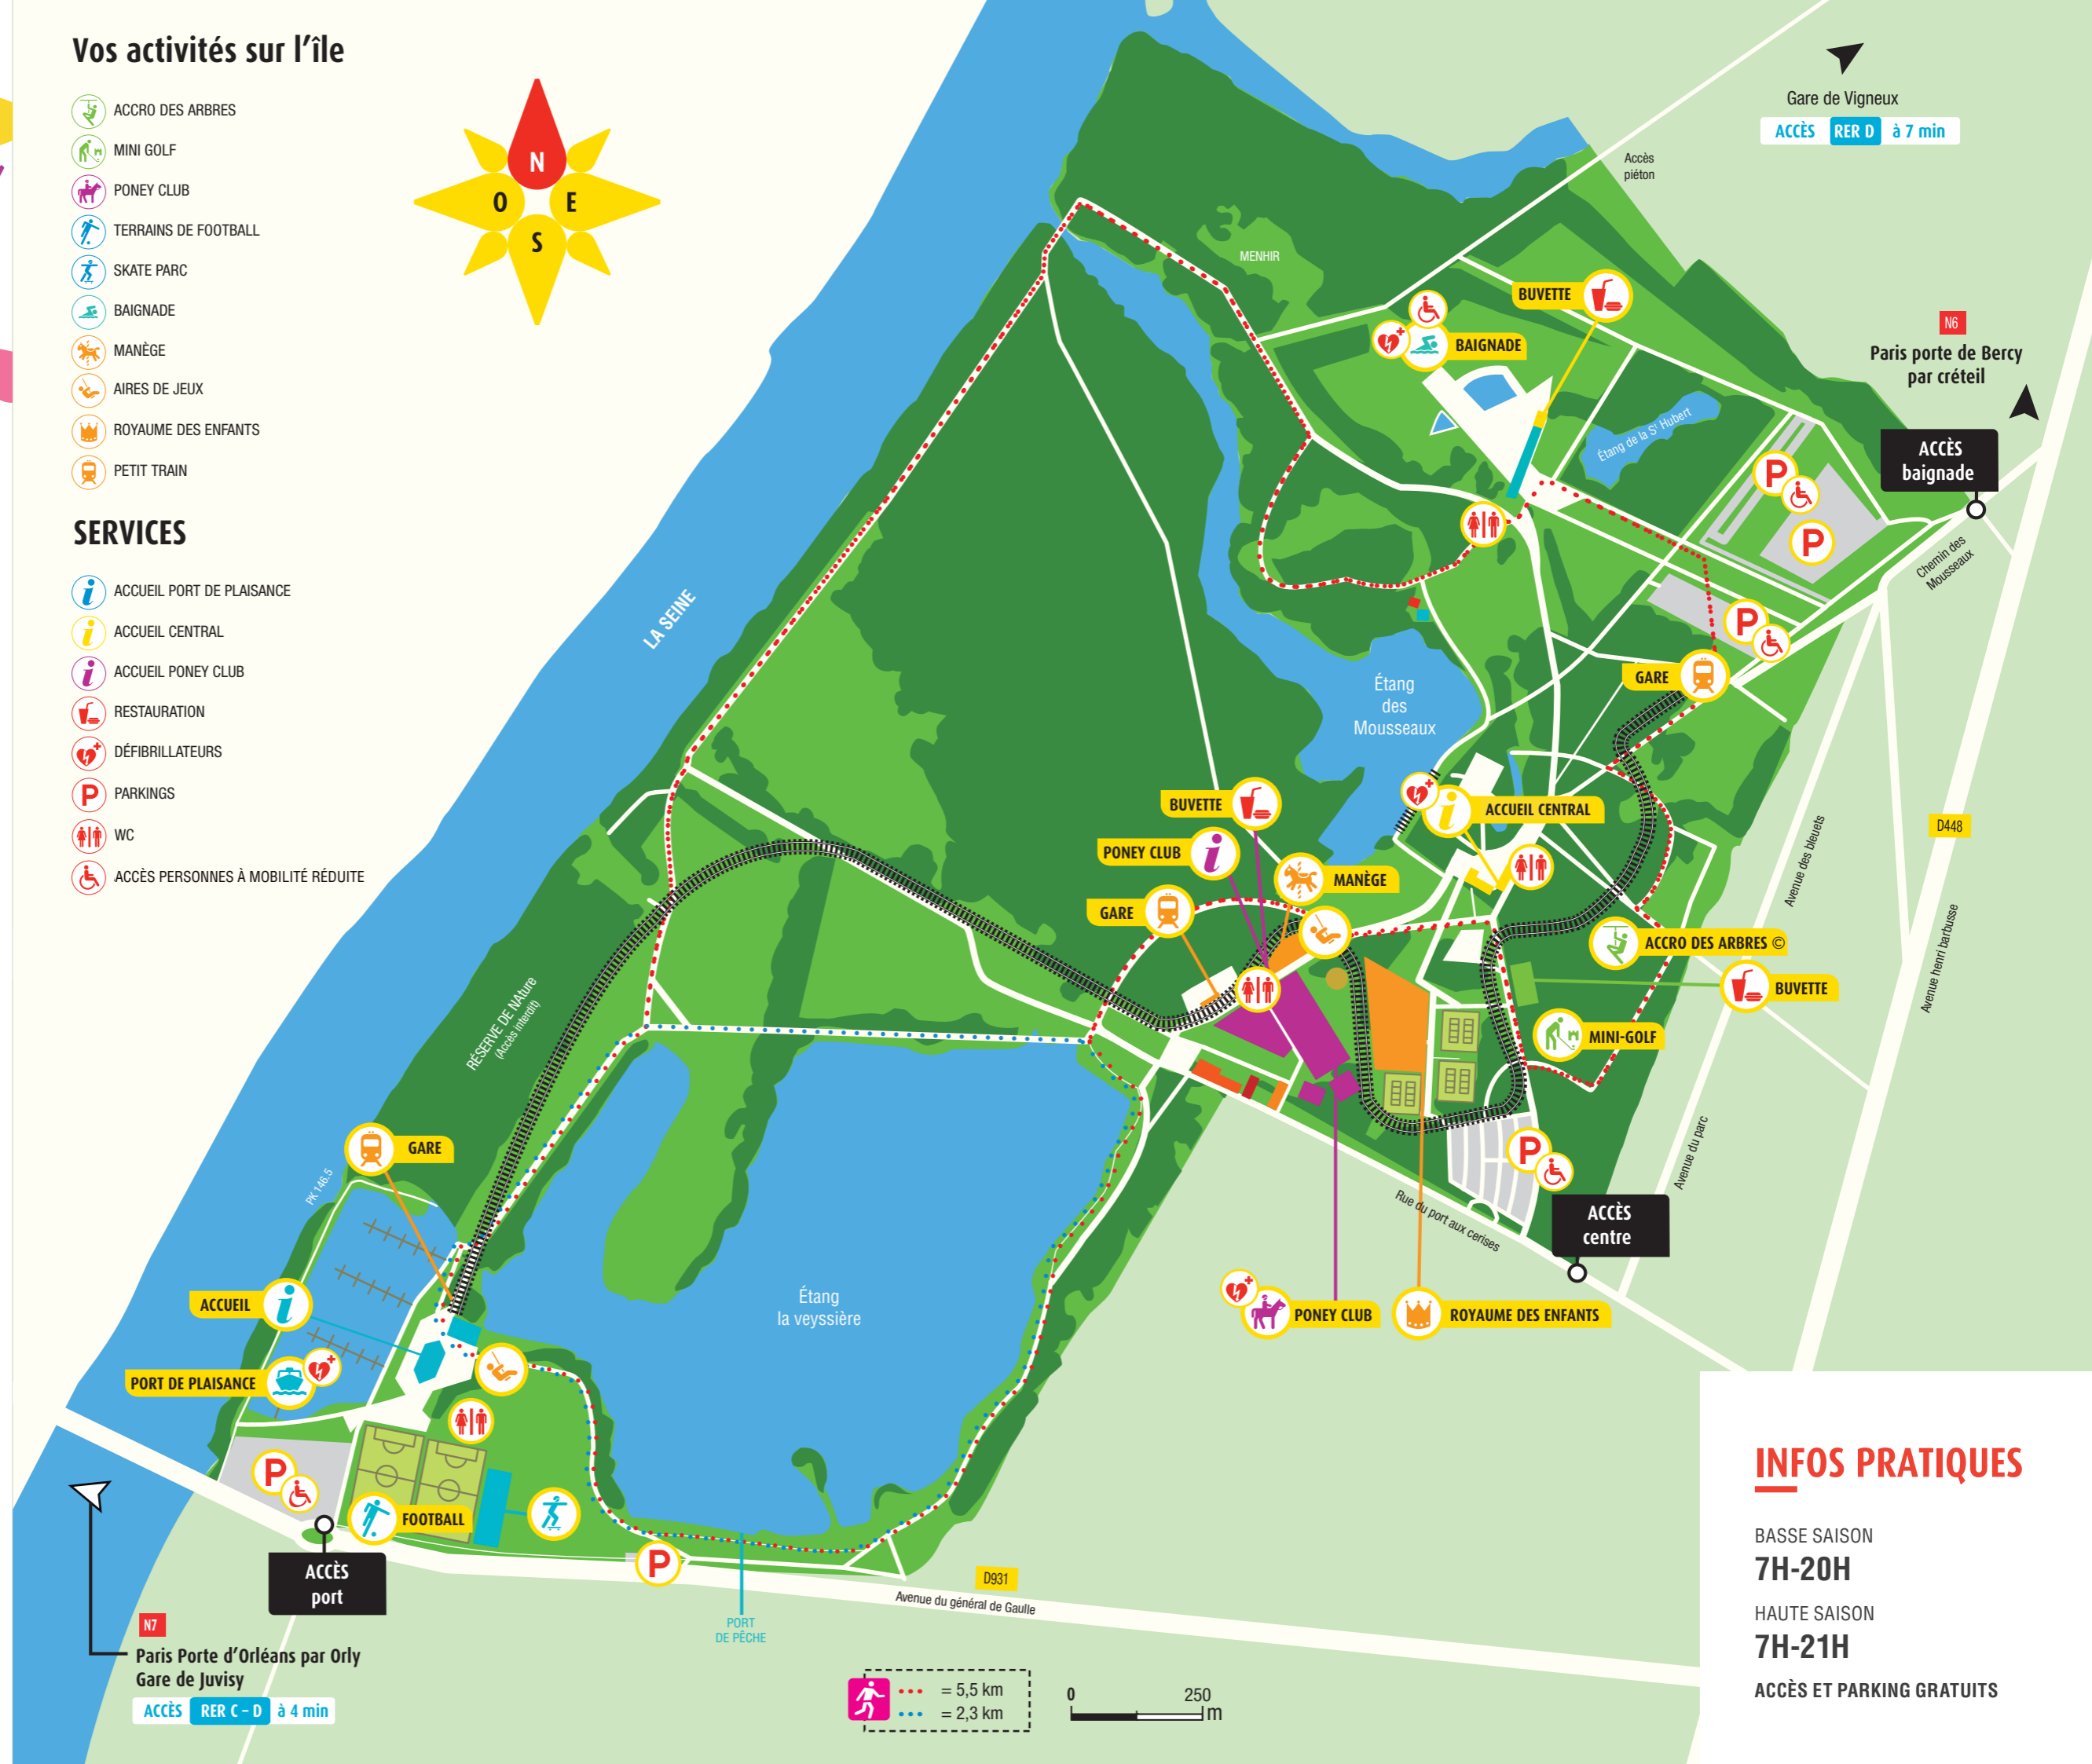 Vos activités sur l'île
ACCRO DES ARBRES
MINI GOLF
PONEY CLUB
TERRAINS DE FOOTBALL
SKATE PARC
BAIGNADE
MANÈGE
AIRES DE JEUX
ROYAUME DES ENFANTS
PETIT TRAIN
SERVICES
i ACCUEIL PORT DE PLAISANCE
i ACCUEIL CENTRAL
i ACCUEIL PONEY CLUB
RESTAURATION
DÉFIBRILLATEURS
P PARKINGS
WC
ACCÈS PERSONNES À MOBILITÉ RÉDUITE
N
O E
S
Gare de Vigneux
ACCÈS RER D à 7 min
Accès
piéton
MENHIR
BUVETTE
BAIGNADE
N6
Paris porte de Bercy
par créteil
ACCÈS
baignade
Étang de la St Hubert
P
P
Chemin des
Mousseaux
P
GARE
LA SEINE
Étang
des
Mousseaux
BUVETTE
i ACCUEIL CENTRAL
PONEY CLUB i
MANÈGE
GARE
D448
Avenue des bleuets
Avenue henri barbusse
ACCRO DES ARBRES ©
BUVETTE
MINI-GOLF
RÉSERVE DE NAture
(Accès interdit)
P
Avenue du parc
Rue du port aux cerises
ACCÈS
centre
GARE
PK 146.5
ACCUEIL i
PORT DE PLAISANCE
Étang
la veyssière
PONEY CLUB
ROYAUME DES ENFANTS
P
FOOTBALL
P
ACCÈS
port
D931
Avenue du général de Gaulle
PORT
DE PÊCHE
N7
Paris Porte d'Orléans par Orly
Gare de Juvisy
ACCÈS RER C – D à 4 min
= 5,5 km
= 2,3 km
0 250
m
INFOS PRATIQUES
BASSE SAISON
7H-20H
HAUTE SAISON
7H-21H
ACCÈS ET PARKING GRATUITS